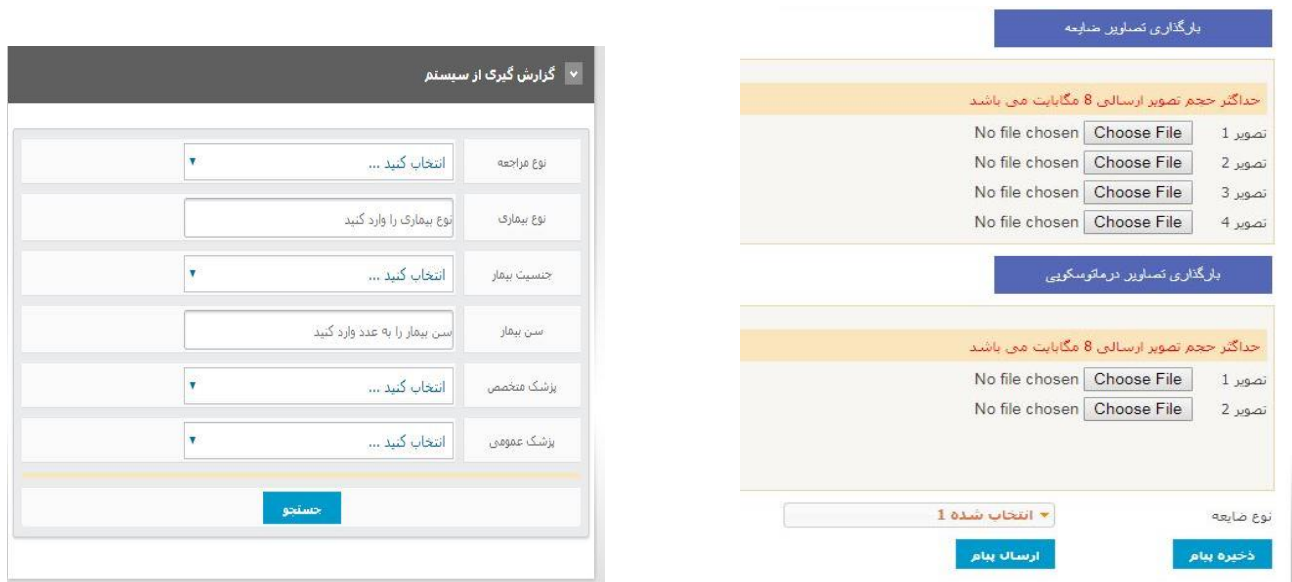 گزارش گیری از سیستم
نوع مراجعه انتخاب کنید ...
نوع بیماری نوع بیماری را وارد کنید
جنسیت بیمار انتخاب کنید ...
سن بیمار سن بیمار را به عدد وارد کنید
پزشک متخصص انتخاب کنید ...
پزشک عمومی انتخاب کنید ...
جستجو
بارگذاری تصاویر ضایعه
حداکثر حجم تصویر ارسالی 8 مگابایت می باشد
تصویر 1 Choose File No file chosen
تصویر 2 Choose File No file chosen
تصویر 3 Choose File No file chosen
تصویر 4 Choose File No file chosen
بارگذاری تصاویر درماتوسکوپی
حداکثر حجم تصویر ارسالی 8 مگابایت می باشد
تصویر 1 Choose File No file chosen
تصویر 2 Choose File No file chosen
نوع ضایعه انتخاب شده 1
ذخیره پیام ارسال پیام